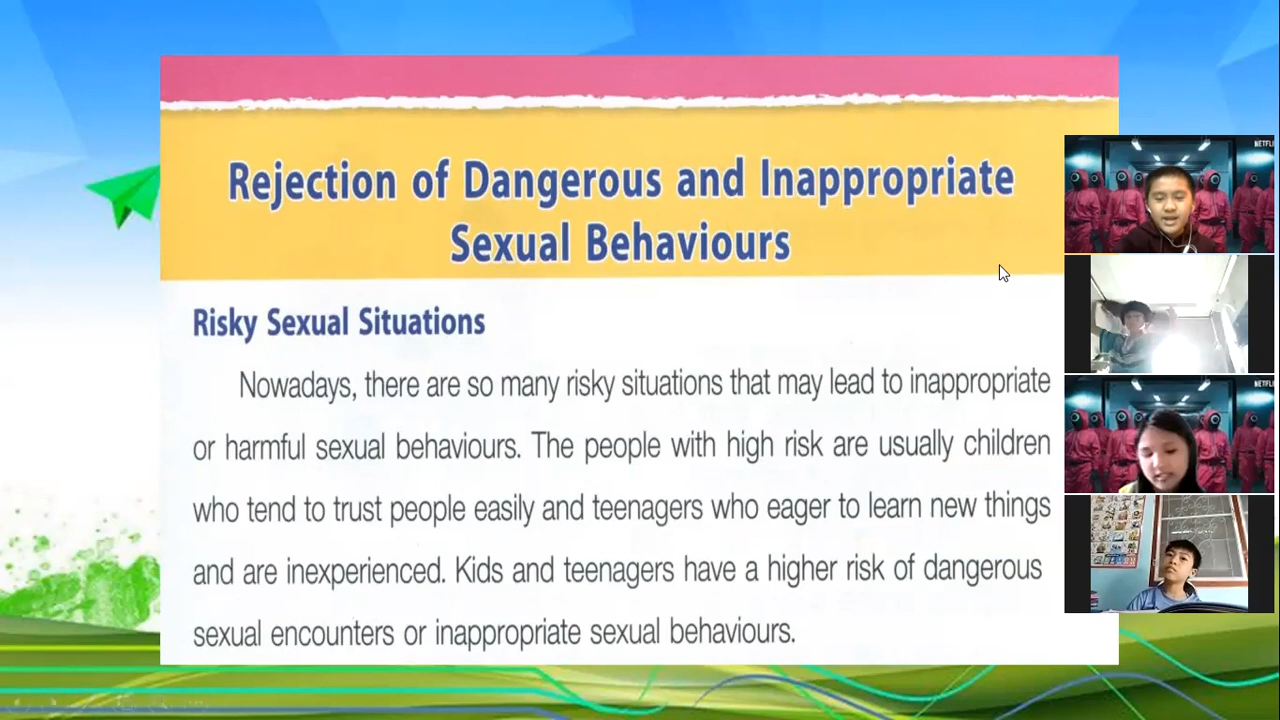 Rejection of Dangerous and Inappropriate
Sexual Behaviours
Risky Sexual Situations
Nowadays, there are so many risky situations that may lead to inappropriate
or harmful sexual behaviours. The people with high risk are usually children
who tend to trust people easily and teenagers who eager to learn new things
and are inexperienced. Kids and teenagers have a higher risk of dangerous
sexual encounters or inappropriate sexual behaviours.
NETFLI
NETFLI